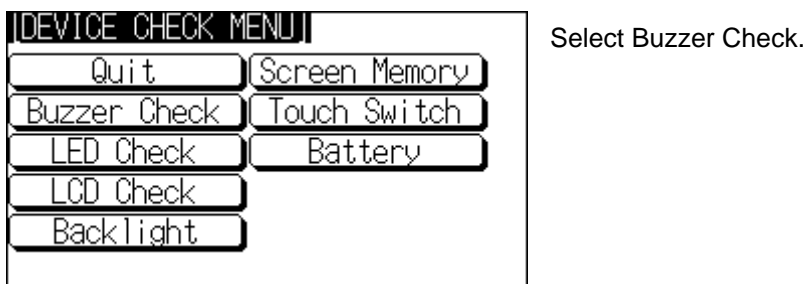 DEVICE CHECK MENU
Select Buzzer Check.
Quit
Screen Memory
Buzzer Check
Touch Switch
LED Check
Battery
LCD Check
Backlight